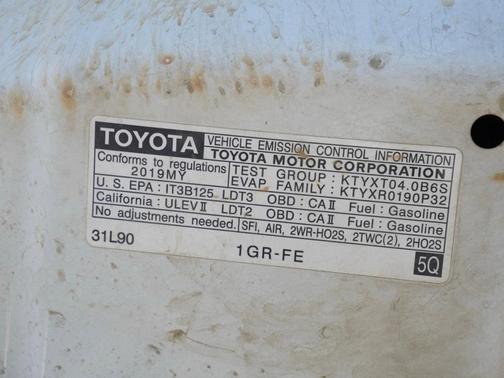 TOYOTA VEHICLE EMISSION CONTROL INFORMATION
TOYOTA MOTOR CORPORATION
Conforms to regulations TEST GROUP : KTYXT04.0B6S
2019MY EVAP FAMILY : KTYXR0190P32
U. S. EPA : IT3B125 LDT3 OBD : CAⅡ Fuel : Gasoline
California : ULEVⅡ LDT2 OBD : CAⅡ Fuel : Gasoline
No adjustments needed. SFI, AIR, 2WR-HO2S, 2TWC(2), 2HO2S
31L90 1GR-FE 5Q